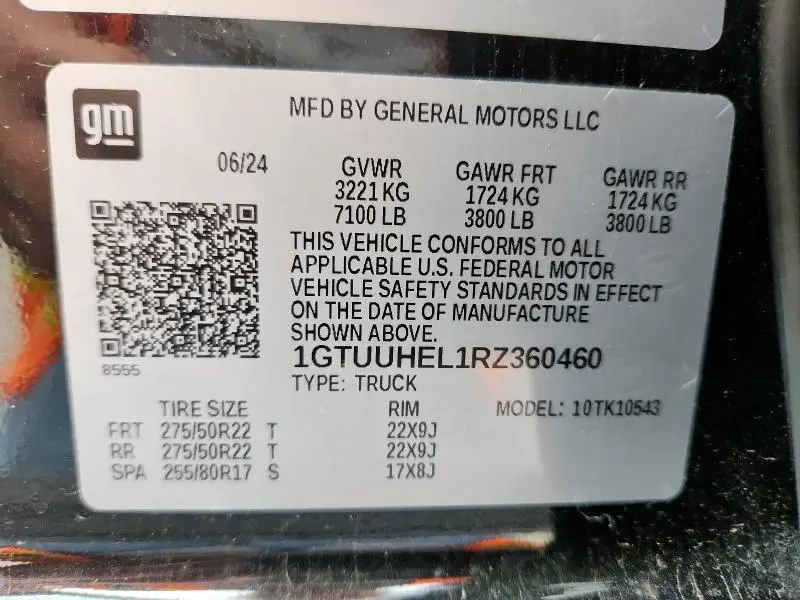 gm
MFD BY GENERAL MOTORS LLC
06/24 GVWR GAWR FRT GAWR RR
3221 KG 1724 KG 1724 KG
7100 LB 3800 LB 3800 LB
THIS VEHICLE CONFORMS TO ALL
APPLICABLE U.S. FEDERAL MOTOR
VEHICLE SAFETY STANDARDS IN EFFECT
ON THE DATE OF MANUFACTURE
SHOWN ABOVE.
8555
1GTUUHEL1RZ360460
TYPE: TRUCK
TIRE SIZE RIM MODEL: 10TK10543
FRT 275/50R22 T 22X9J
RR 275/50R22 T 22X9J
SPA 255/80R17 S 17X8J